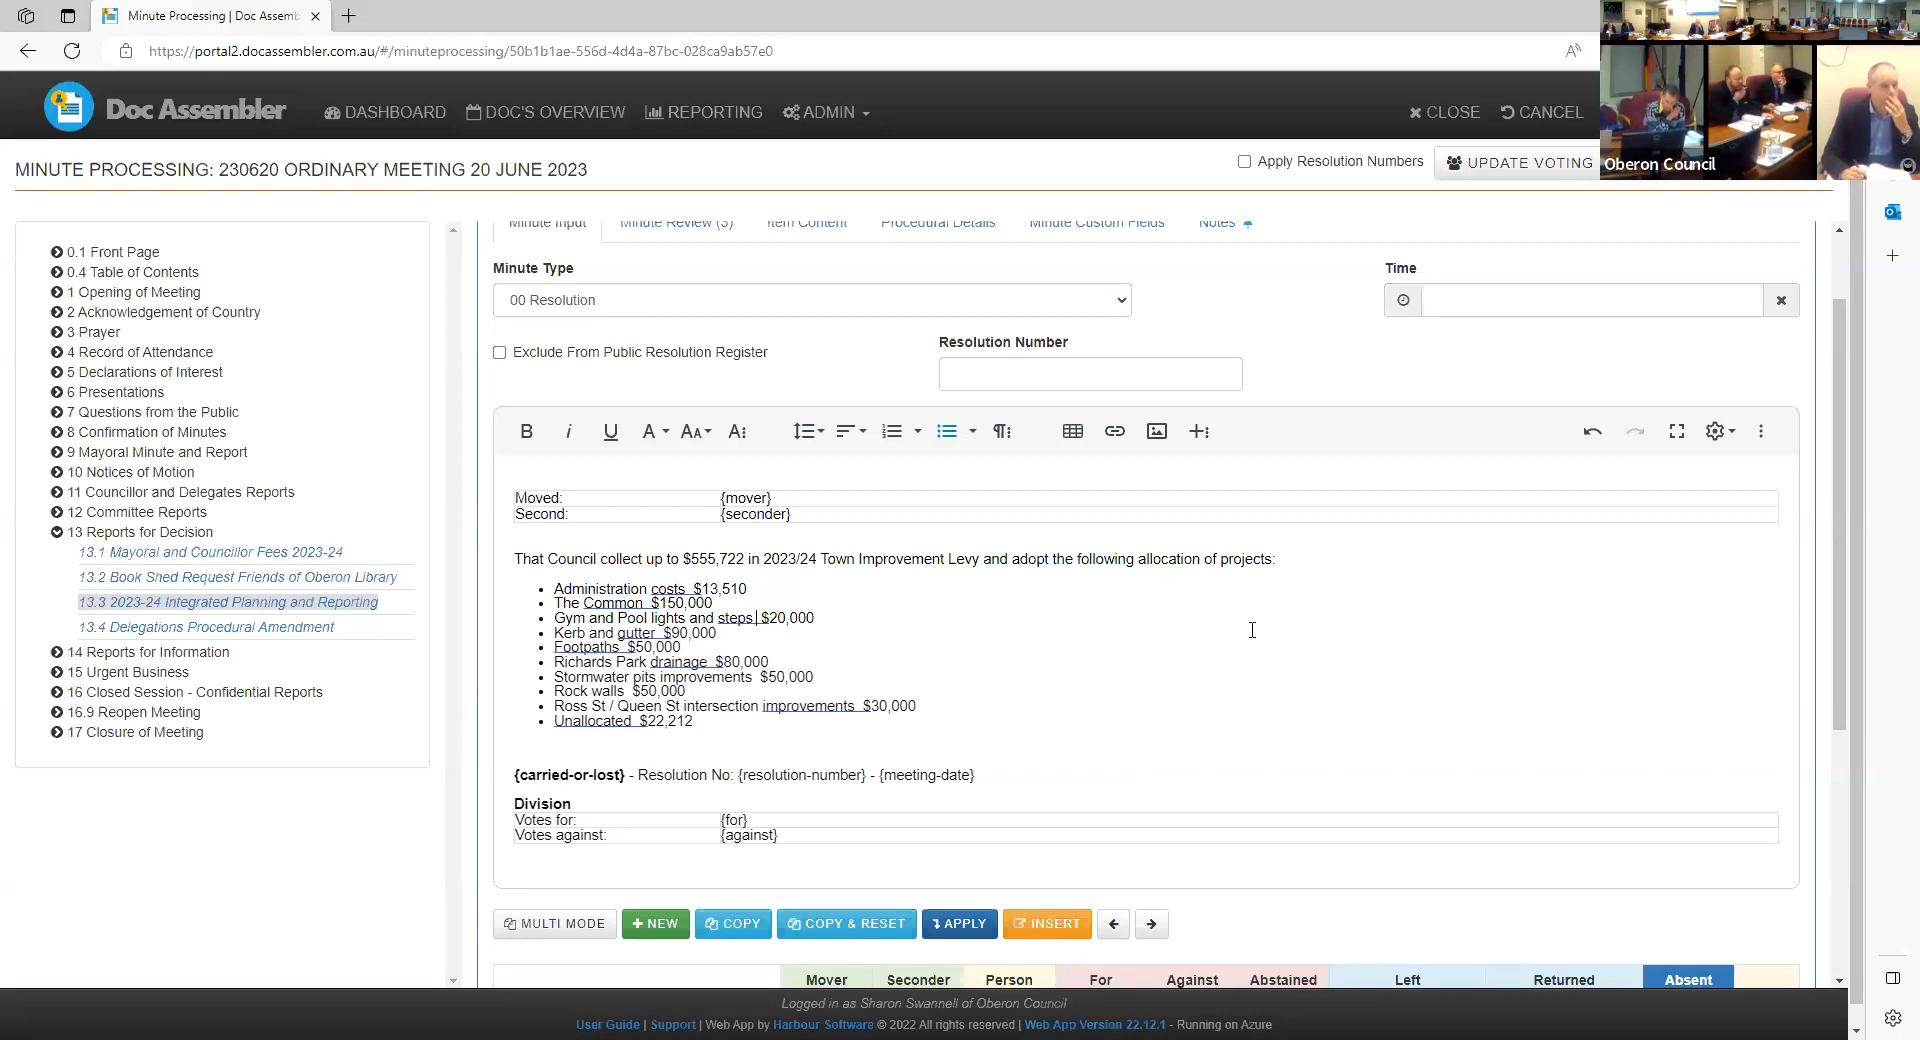 Minute Processing | Doc Assemb
https://portal2.docassembler.com.au/#/minuteprocessing/50b1b1ae-556d-4d4a-87bc-028ca9ab57e0
Doc Assembler
DASHBOARD
DOC'S OVERVIEW
REPORTING
ADMIN
CLOSE
CANCEL
Oberon Council
MINUTE PROCESSING: 230620 ORDINARY MEETING 20 JUNE 2023
Apply Resolution Numbers
UPDATE VOTING
0.1 Front Page
0.4 Table of Contents
1 Opening of Meeting
2 Acknowledgement of Country
3 Prayer
4 Record of Attendance
5 Declarations of Interest
6 Presentations
7 Questions from the Public
8 Confirmation of Minutes
9 Mayoral Minute and Report
10 Notices of Motion
11 Councillor and Delegates Reports
12 Committee Reports
13 Reports for Decision
13.1 Mayoral and Councillor Fees 2023-24
13.2 Book Shed Request Friends of Oberon Library
13.3 2023-24 Integrated Planning and Reporting
13.4 Delegations Procedural Amendment
14 Reports for Information
15 Urgent Business
16 Closed Session - Confidential Reports
16.9 Reopen Meeting
17 Closure of Meeting
Minute Input
Minute Review (3)
Item Content
Procedural Details
Minute Custom Fields
Notes
Minute Type
Time
00 Resolution
Exclude From Public Resolution Register
Resolution Number
Moved: {mover}
Second: {seconder}
That Council collect up to $555,722 in 2023/24 Town Improvement Levy and adopt the following allocation of projects:
• Administration costs $13,510
• The Common $150,000
• Gym and Pool lights and steps $20,000
• Kerb and gutter $90,000
• Footpaths $50,000
• Richards Park drainage $80,000
• Stormwater pits improvements $50,000
• Rock walls $50,000
• Ross St / Queen St intersection improvements $30,000
• Unallocated $22,212
{carried-or-lost} - Resolution No: {resolution-number} - {meeting-date}
Division
Votes for: {for}
Votes against: {against}
MULTI MODE
NEW
COPY
COPY & RESET
APPLY
INSERT
Mover Seconder Person For Against Abstained Left Returned Absent
Logged in as Sharon Swannell of Oberon Council
User Guide | Support | Web App by Harbour Software © 2022 All rights reserved | Web App Version 22.12.1 - Running on Azure